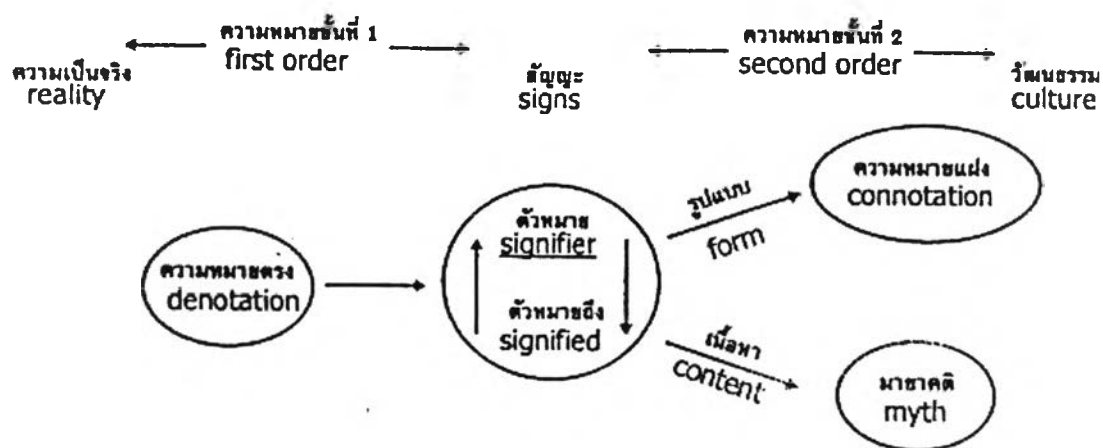 ความหมายขั้นที่ 1
first order
ความหมายขั้นที่ 2
second order
ความเป็นจริง
reality
สัญญะ
signs
วัฒนธรรม
culture
ความหมายแฝง
connotation
รูปแบบ
form
ตัวหมาย
signifier
ความหมายตรง
denotation
ตัวหมายถึง
signified
เนื้อหา
content
มายาคติ
myth